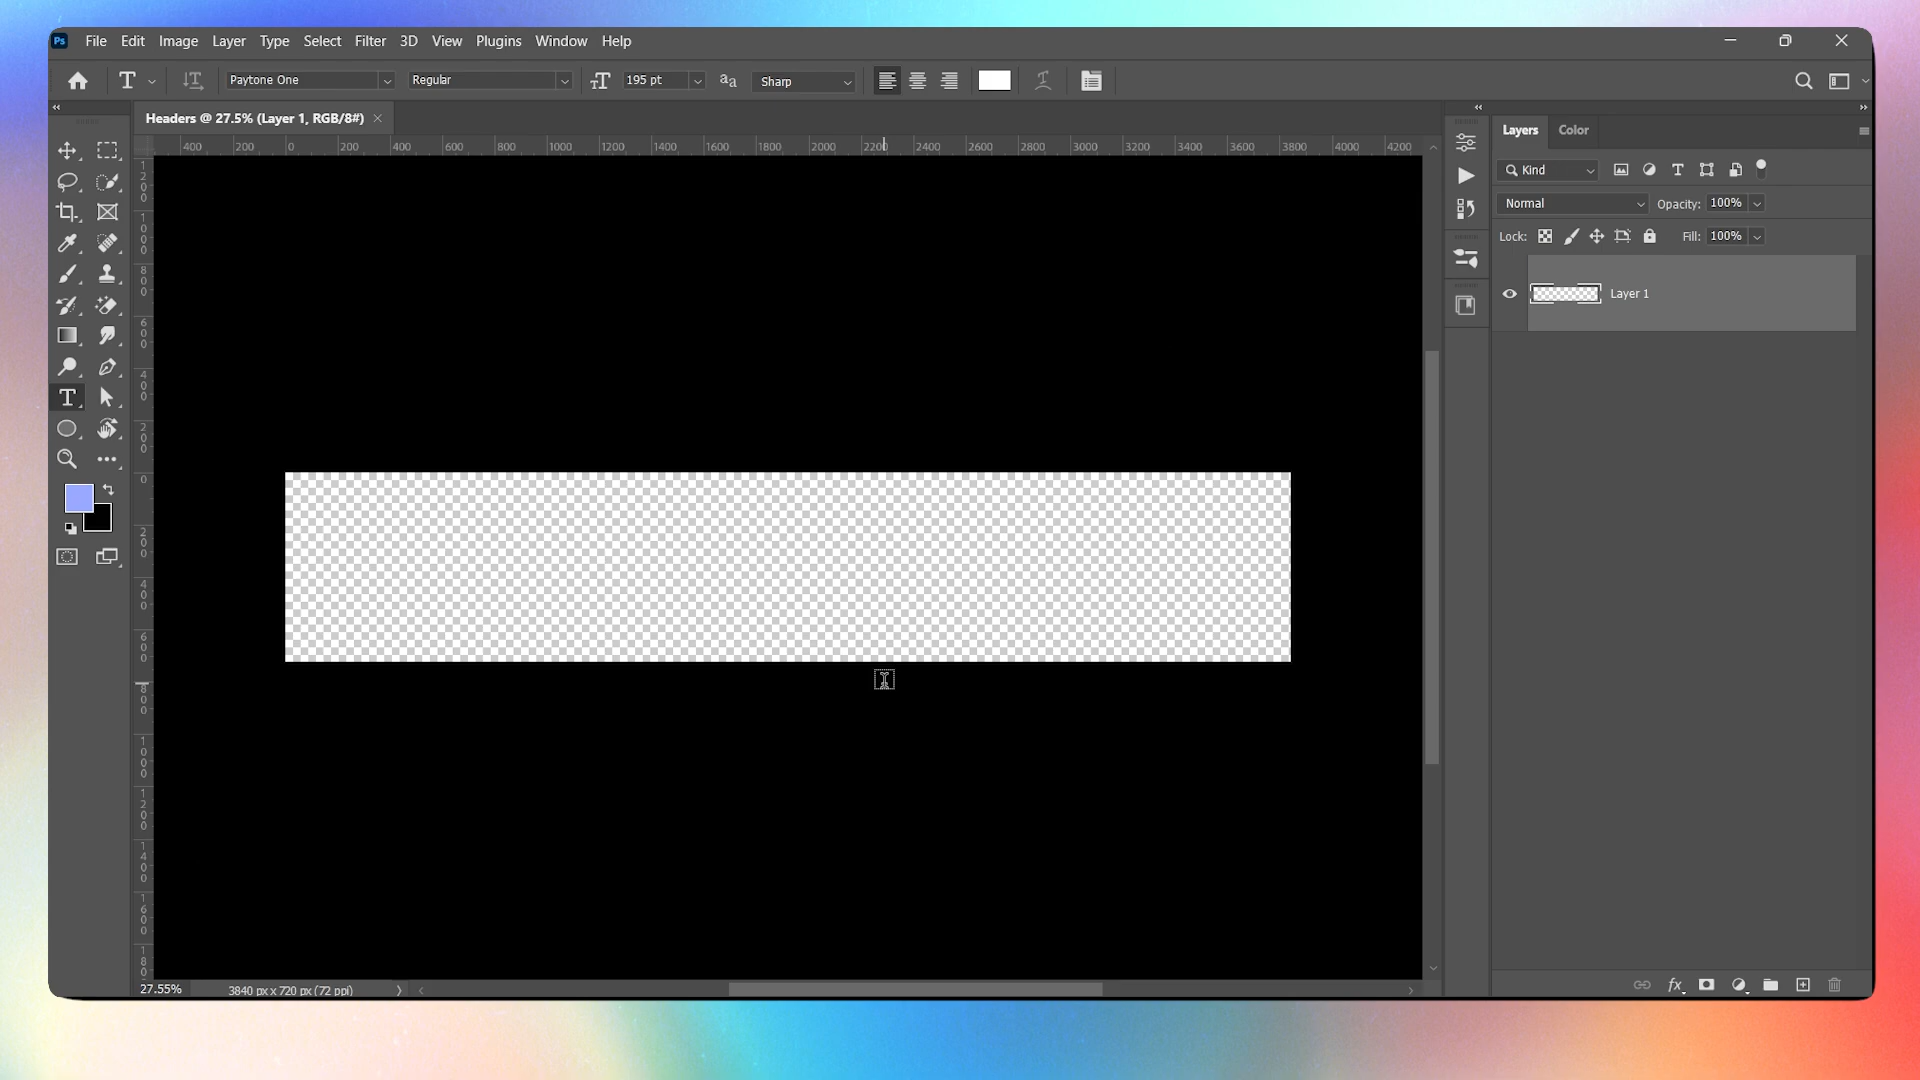 Ps File Edit Image Layer Type Select Filter 3D View Plugins Window Help
T Paytone One Regular 195 pt aa Sharp
Headers @ 27.5% (Layer 1, RGB/8#)
400 200 0 200 400 600 800 1000 1200 1400 1600 1800 2000 2200 2400 2600 2800 3000 3200 3400 3600 3800 4000 4200
1200
1000
800
600
400
200
0
200
400
600
800
1000
1200
1400
1600
180
Layers Color
Kind
Normal Opacity: 100%
Lock: Fill: 100%
Layer 1
27.55% 3840 px x 720 px (72 ppi)
fx